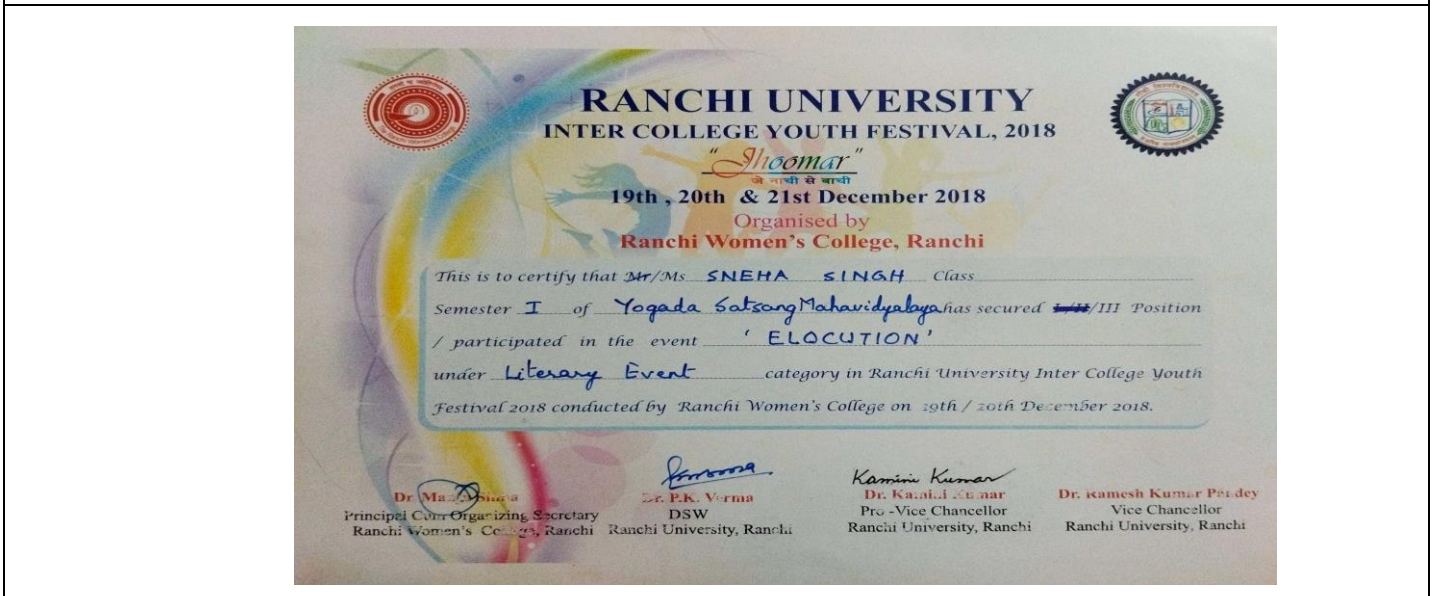 RANCHI UNIVERSITY
INTER COLLEGE YOUTH FESTIVAL, 2018
"Jhoomar"
जे नाची से बाची
19th , 20th & 21st December 2018
Organised by
Ranchi Women's College, Ranchi
This is to certify that Mr/Ms SNEHA SINGH Class
Semester I of Yogada Satsang Mahavidyalaya has secured I/II/III Position
/ participated in the event ' ELOCUTION '
under Literary Event category in Ranchi University Inter College Youth
Festival 2018 conducted by Ranchi Women's College on 19th / 20th December 2018.
Kamini Kumar
Dr. Sinha Dr. P.K. Verma Dr. Kamini Kumar Dr. Ramesh Kumar Pandey
Principal Cum Organizing Secretary DSW Pro -Vice Chancellor Vice Chancellor
Ranchi Women's College, Ranchi Ranchi University, Ranchi Ranchi University, Ranchi Ranchi University, Ranchi